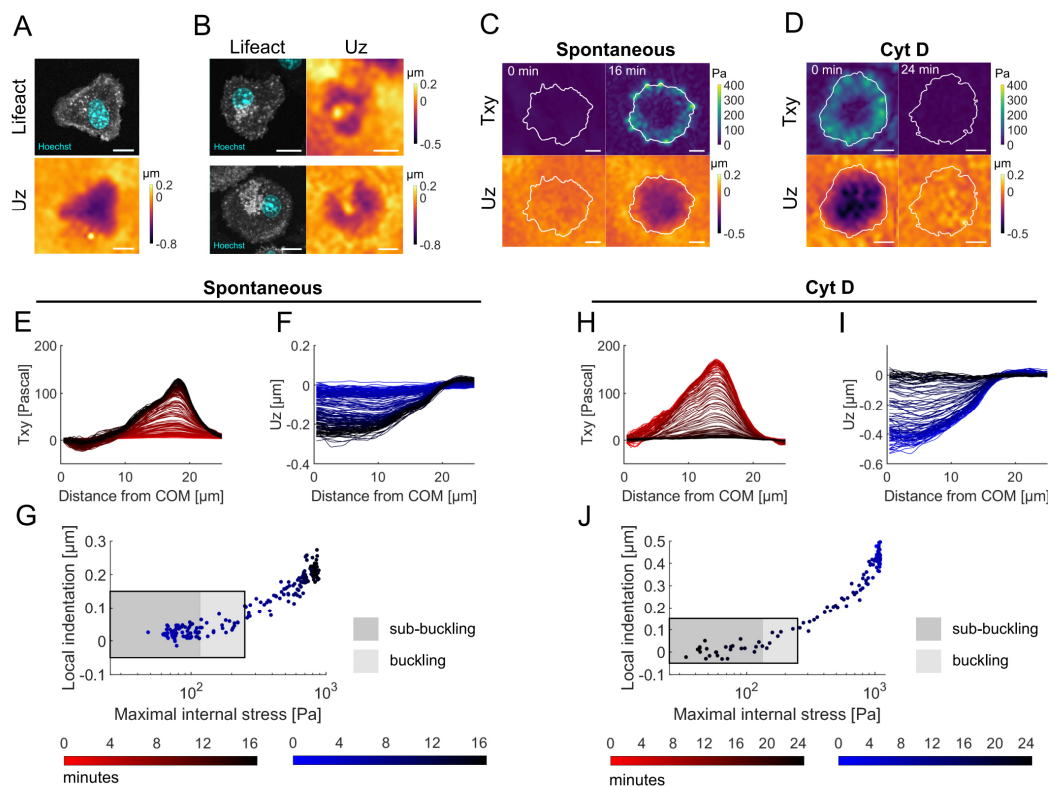 A
B
C
D
Lifeact
Uz
Spontaneous
Cyt D
Lifeact
Hoechst
µm
0.2
0
-0.5
Txy
0 min
16 min
Pa
400
300
200
100
0
Txy
0 min
24 min
Pa
400
300
200
100
0
Uz
µm
0.2
0
-0.8
Hoechst
µm
0.2
0
-0.8
Uz
µm
0.2
0
-0.5
Uz
µm
0.2
0
-0.5
Spontaneous
Cyt D
E
F
H
I
Txy [Pascal]
200
100
0
0 10 20
Distance from COM [µm]
Uz [µm]
0.2
0
-0.2
-0.4
0 10 20
Distance from COM [µm]
Txy [Pascal]
200
100
0
0 10 20
Distance from COM [µm]
Uz [µm]
0
-0.2
-0.4
-0.6
0 10 20
Distance from COM [µm]
G
J
Local indentation [µm]
0.3
0.2
0.1
0
-0.1
10²
10³
Maximal internal stress [Pa]
sub-buckling
buckling
Local indentation [µm]
0.5
0.4
0.3
0.2
0.1
0
-0.1
10²
10³
Maximal internal stress [Pa]
sub-buckling
buckling
0 4 8 12 16
minutes
0 4 8 12 16
0 4 8 12 16 20 24
minutes
0 4 8 12 16 20 24